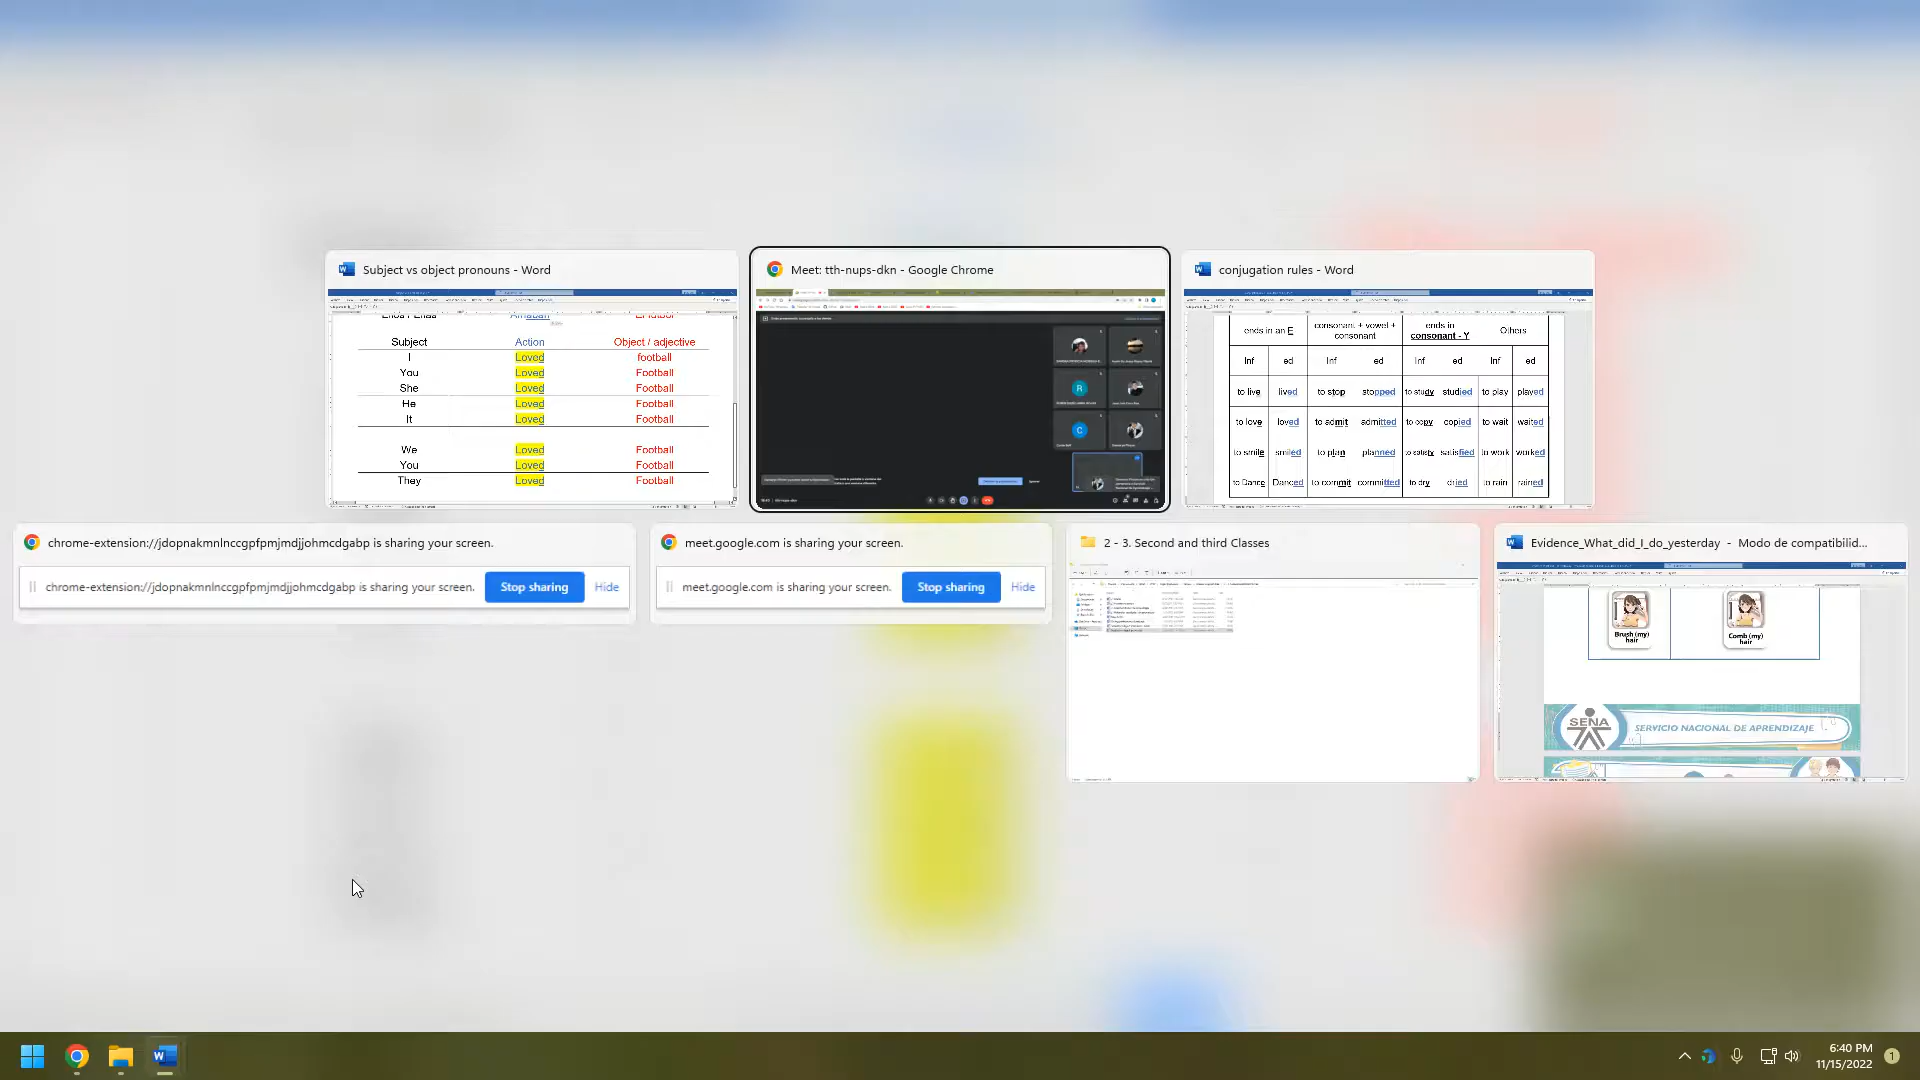 Subject vs object pronouns - Word
Subject Action Object / adjective
I Loved football
You Loved Football
She Loved Football
He Loved Football
It Loved Football
We Loved Football
You Loved Football
They Loved Football
Meet: tth-nups-dkn - Google Chrome
conjugation rules - Word
ends in an E consonant + vowel + consonant ends in consonant - Y Others
Inf ed Inf ed Inf ed Inf ed
to live lived to stop stopped to study studied to play played
to love loved to admit admitted to copy copied to wait waited
to smile smiled to plan planned to satisfy satisfied to work worked
to Dance Danced to commit committed to dry dried to rain rained
chrome-extension://jdopnakmnlnccgpfpmjmdjjohmcdgabp is sharing your screen.
chrome-extension://jdopnakmnlnccgpfpmjmdjjohmcdgabp is sharing your screen. Stop sharing Hide
meet.google.com is sharing your screen.
meet.google.com is sharing your screen. Stop sharing Hide
2 - 3. Second and third Classes
Evidence_What_did_I_do_yesterday - Modo de compatibilid...
Brush (my) hair
Comb (my) hair
SENA
SERVICIO NACIONAL DE APRENDIZAJE
6:40 PM
11/15/2022
1